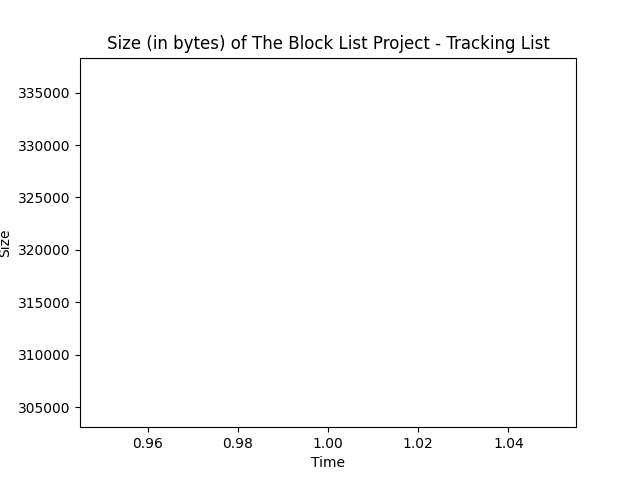 Size (in bytes) of The Block List Project - Tracking List
335000
330000
325000
320000
315000
310000
305000
Size
0.96 0.98 1.00 1.02 1.04
Time